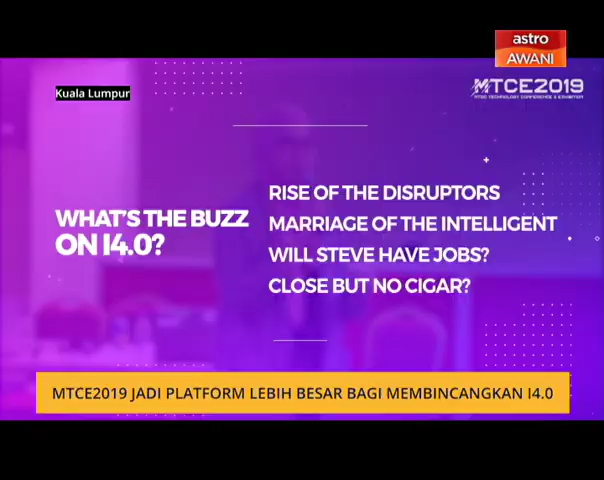 astro
AWANI
Kuala Lumpur
MTCE2019
MTDC TECHNOLOGY CONFERENCE & EXHIBITION
WHAT'S THE BUZZ
ON I4.0?
RISE OF THE DISRUPTORS
MARRIAGE OF THE INTELLIGENT
WILL STEVE HAVE JOBS?
CLOSE BUT NO CIGAR?
MTCE2019 JADI PLATFORM LEBIH BESAR BAGI MEMBINCANGKAN I4.0